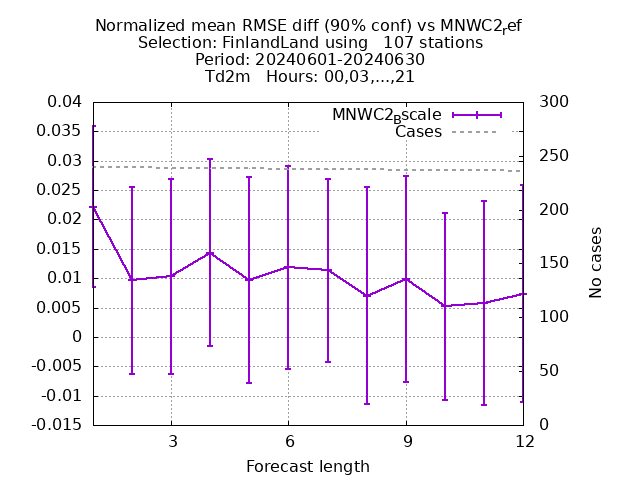 Normalized mean RMSE diff (90% conf) vs MNWC2ref
Selection: FinlandLand using 107 stations
Period: 20240601-20240630
Td2m Hours: 00,03,...,21
MNWC2Bscale
Cases
0.04
0.035
0.03
0.025
0.02
0.015
0.01
0.005
0
-0.005
-0.01
-0.015
300
250
200
150
100
50
0
No cases
3
6
9
12
Forecast length